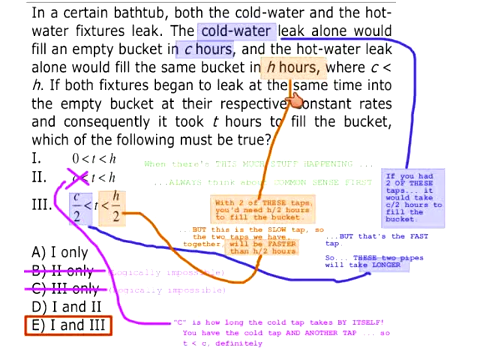 In a certain bathtub, both the cold-water and the hot-
water fixtures leak. The cold-water leak alone would
fill an empty bucket in c hours, and the hot-water leak
alone would fill the same bucket in h hours, where c <
h. If both fixtures began to leak at the same time into
the empty bucket at their respective constant rates
and consequently it took t hours to fill the bucket,
which of the following must be true?
I. 0 < t < h
II. c < t < h
III. c/2 < t < h/2
When there's THIS MUCH STUFF HAPPENING ...
...ALWAYS think about COMMON SENSE FIRST
If you had
2 OF THESE
taps... it
would take
c/2 hours to
fill the
bucket.
With 2 OF THESE taps,
you'd need h/2 hours
to fill the bucket.
... BUT this is the SLOW tap, so
the two taps we have,
together, will be FASTER
than h/2 hours.
...BUT that's the FAST
tap
So... THESE two pipes
will take LONGER
A) I only
B) II only (logically impossible)
C) III only (logically impossible)
D) I and II
E) I and III
"C" is how long the cold tap takes BY ITSELF!
You have the cold tap AND ANOTHER TAP ... so
t < c, definitely